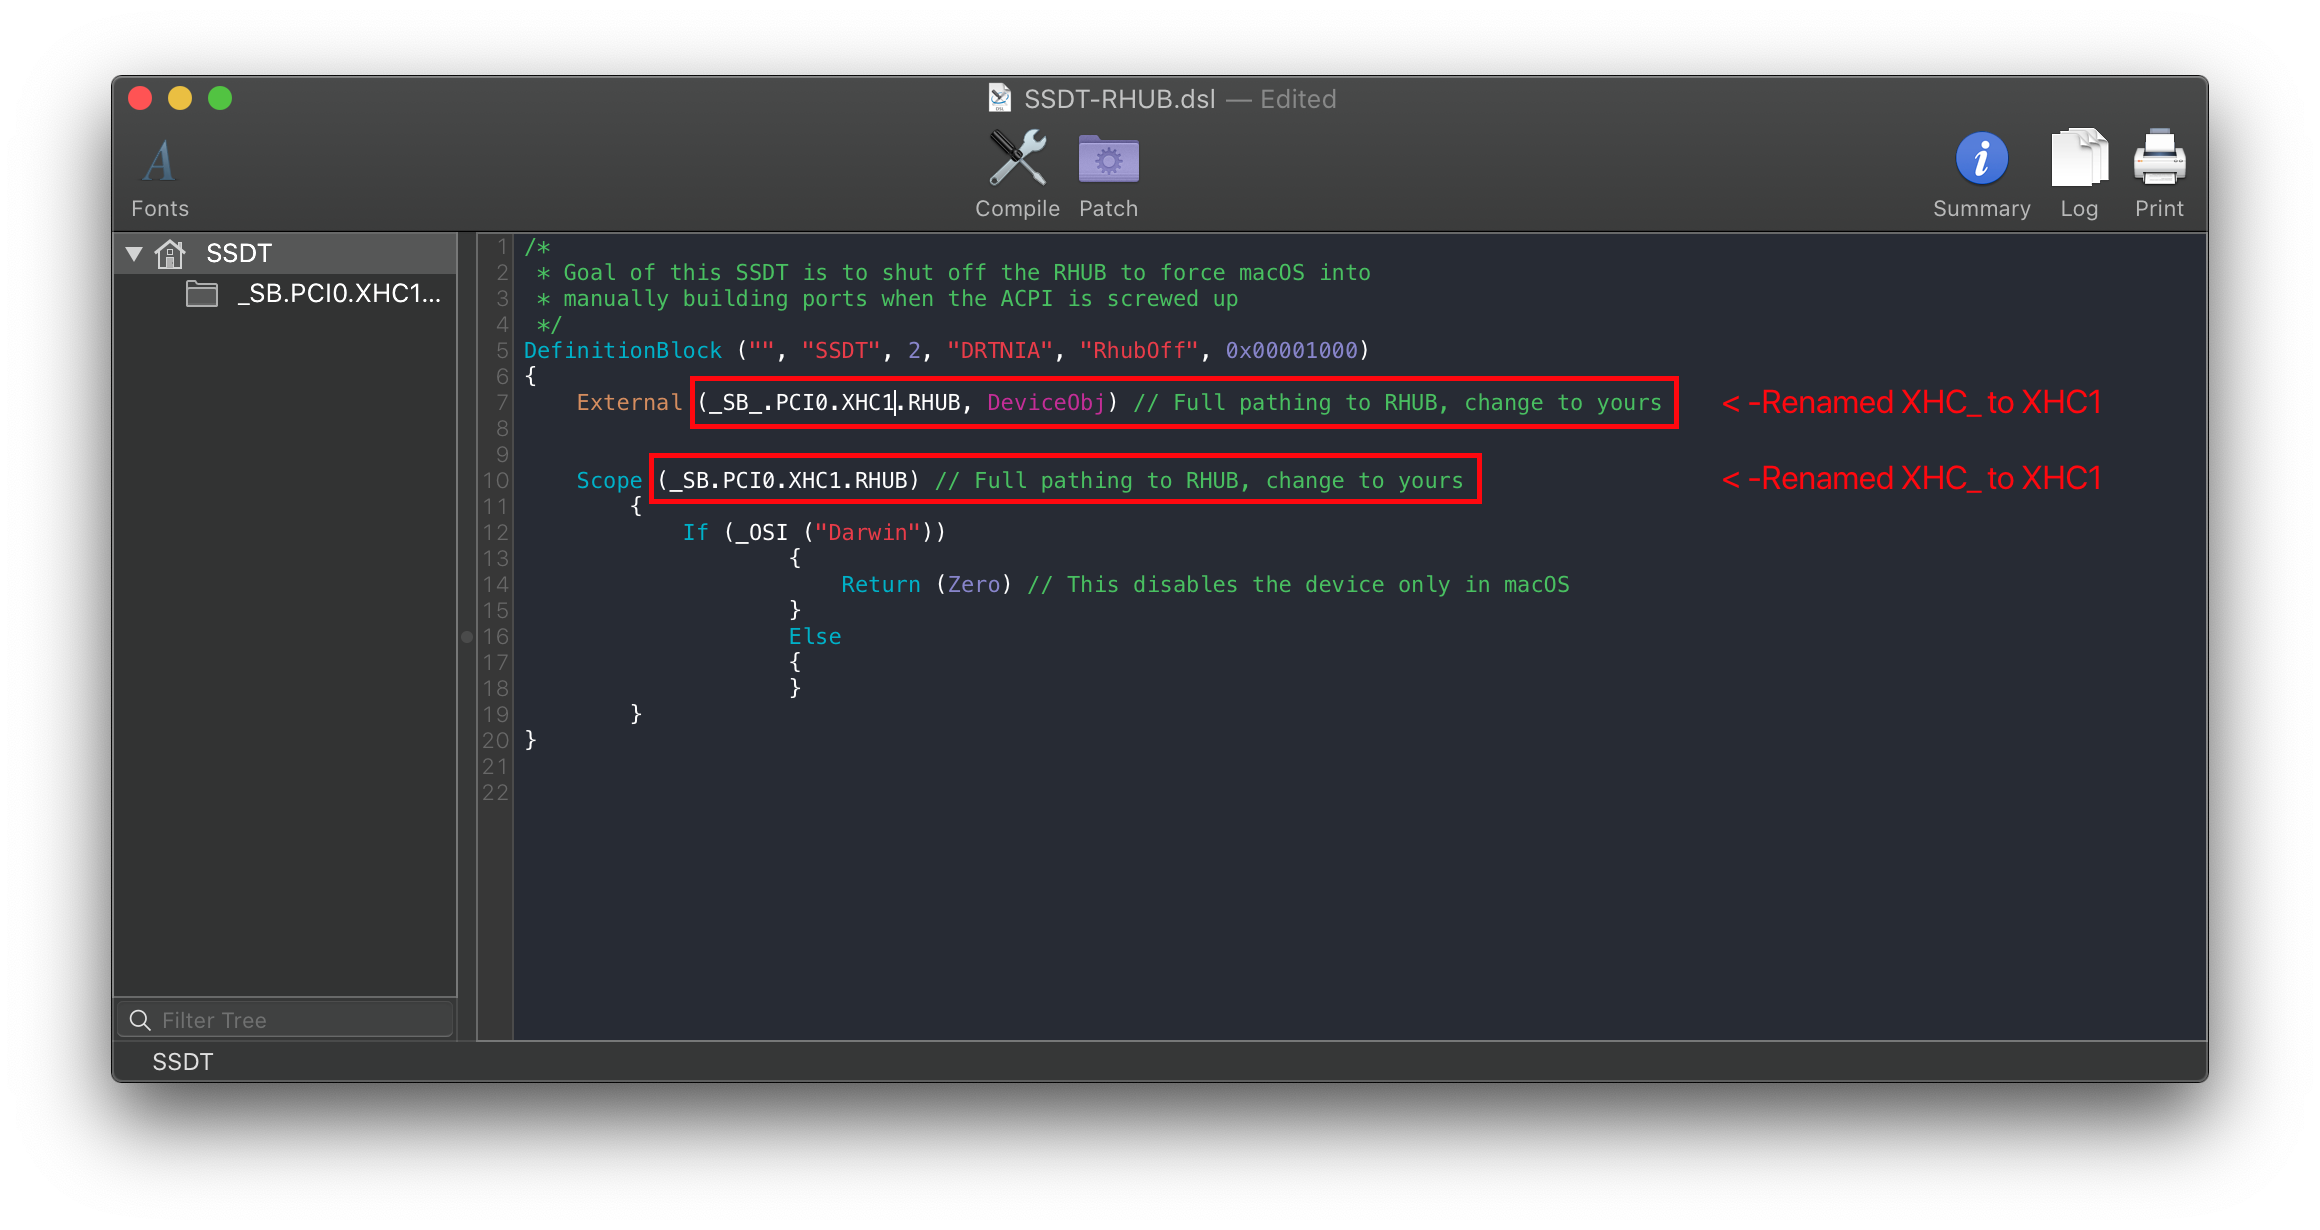 SSDT-RHUB.dsl — Edited
Fonts
Compile
Patch
Summary
Log
Print
SSDT
_SB.PCI0.XHC1...
Filter Tree
SSDT
1 /*
2 * Goal of this SSDT is to shut off the RHUB to force macOS into
3 * manually building ports when the ACPI is screwed up
4 */
5 DefinitionBlock ("", "SSDT", 2, "DRTNIA", "RhubOff", 0x00001000)
6 {
7 External (_SB_.PCI0.XHC1.RHUB, DeviceObj) // Full pathing to RHUB, change to yours < -Renamed XHC_ to XHC1
8
9
10 Scope (_SB.PCI0.XHC1.RHUB) // Full pathing to RHUB, change to yours < -Renamed XHC_ to XHC1
11 {
12 If (_OSI ("Darwin"))
13 {
14 Return (Zero) // This disables the device only in macOS
15 }
16 Else
17 {
18 }
19 }
20 }
21
22